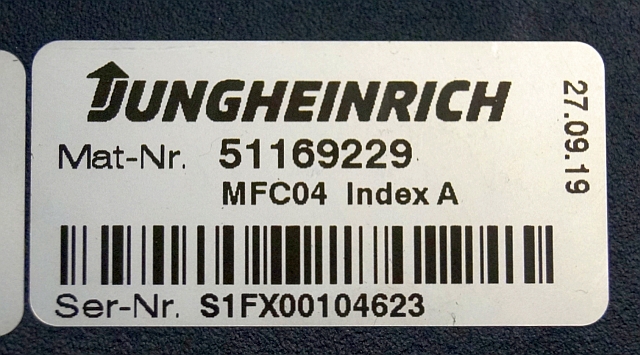 JUNGHEINRICH
Mat-Nr. 51169229
MFC04 Index A
Ser-Nr. S1FX00104623
27.09.19